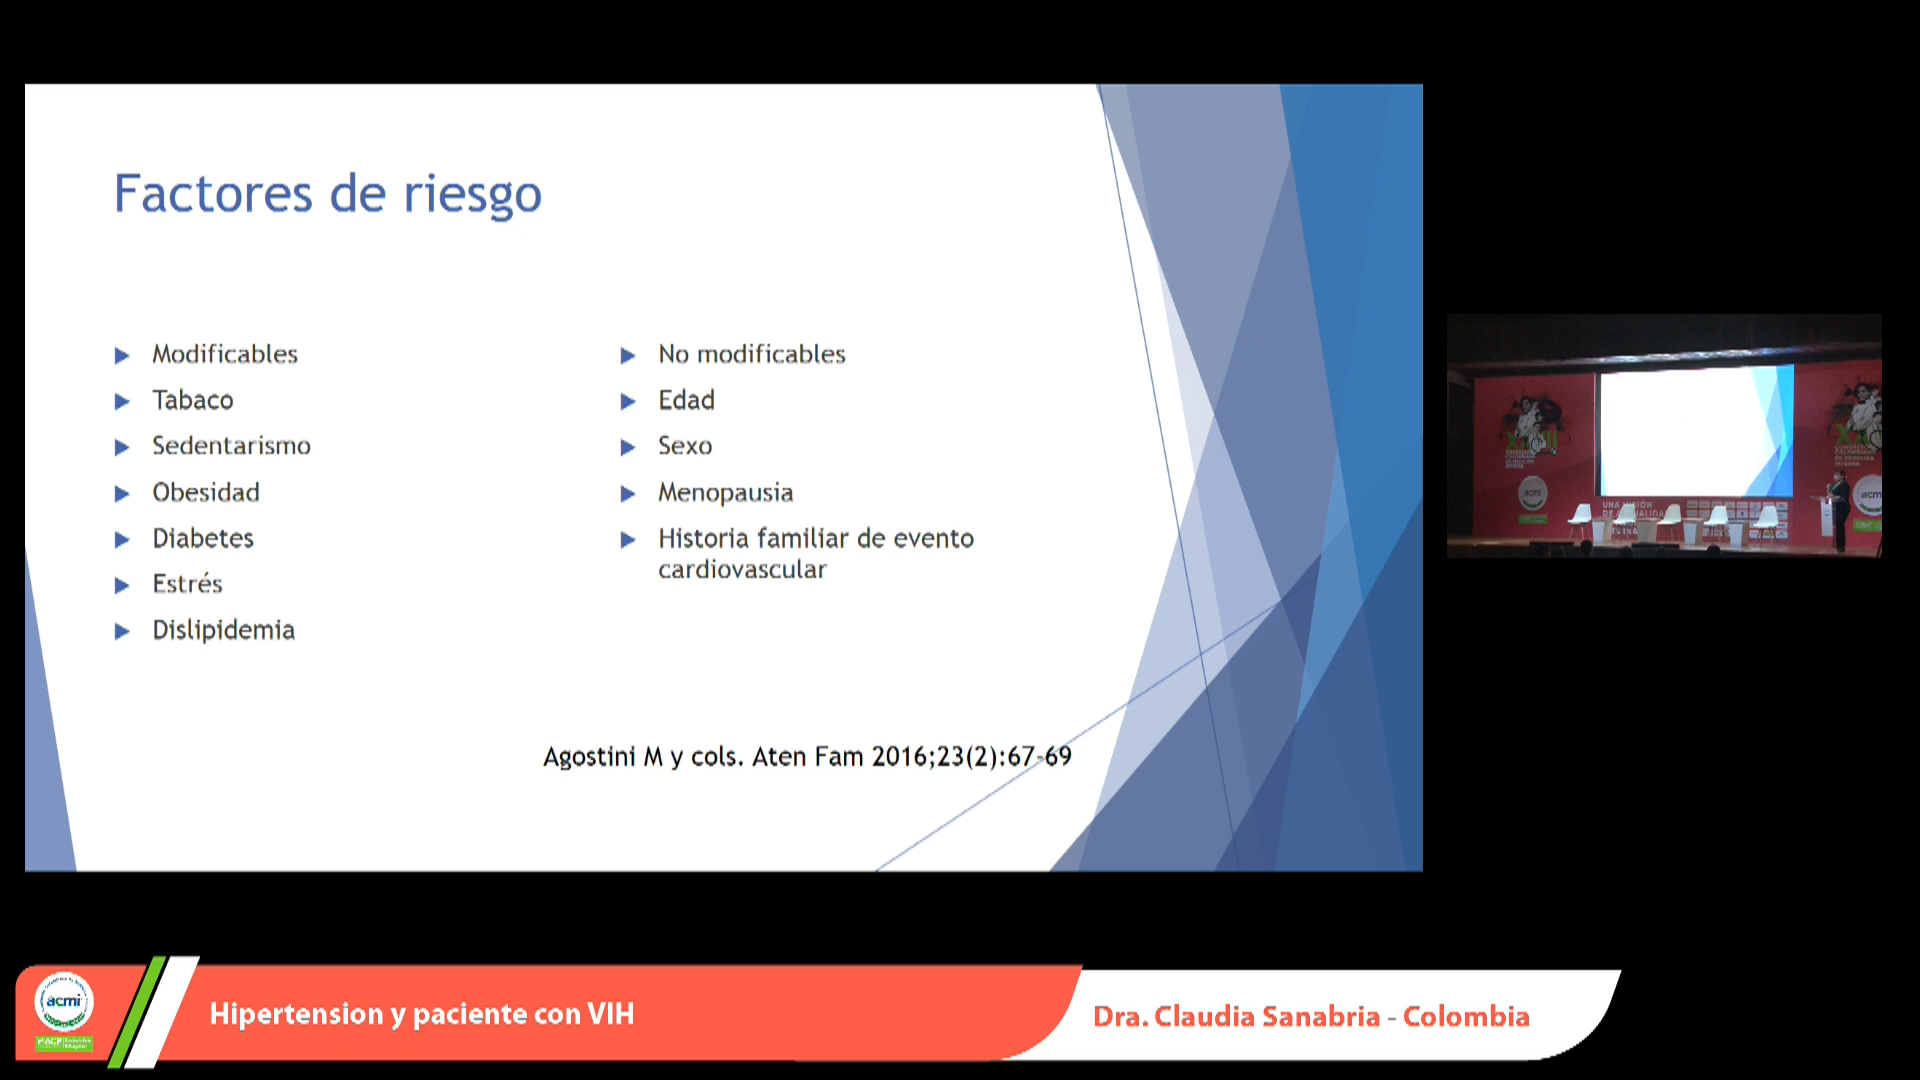 Factores de riesgo
Modificables
Tabaco
Sedentarismo
Obesidad
Diabetes
Estrés
Dislipidemia
No modificables
Edad
Sexo
Menopausia
Historia familiar de evento
cardiovascular
Agostini M y cols. Aten Fam 2016;23(2):67-69
acmi
acmi
acmi
Hipertension y paciente con VIH
Dra. Claudia Sanabria - Colombia